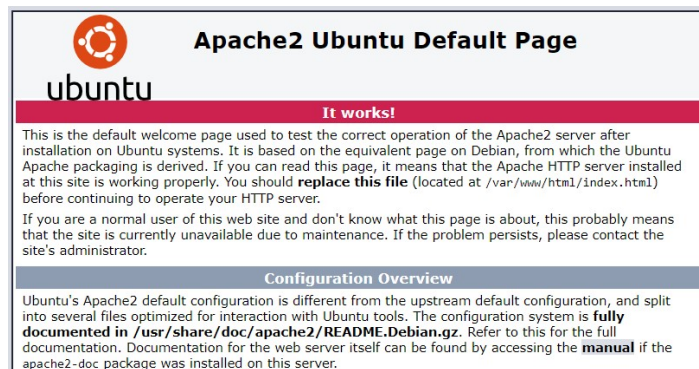 Apache2 Ubuntu Default Page
ubuntu
It works!
This is the default welcome page used to test the correct operation of the Apache2 server after
installation on Ubuntu systems. It is based on the equivalent page on Debian, from which the Ubuntu
Apache packaging is derived. If you can read this page, it means that the Apache HTTP server installed
at this site is working properly. You should replace this file (located at /var/www/html/index.html)
before continuing to operate your HTTP server.
If you are a normal user of this web site and don't know what this page is about, this probably means
that the site is currently unavailable due to maintenance. If the problem persists, please contact the
site's administrator.
Configuration Overview
Ubuntu's Apache2 default configuration is different from the upstream default configuration, and split
into several files optimized for interaction with Ubuntu tools. The configuration system is fully
documented in /usr/share/doc/apache2/README.Debian.gz. Refer to this for the full
documentation. Documentation for the web server itself can be found by accessing the manual if the
apache2-doc package was installed on this server.